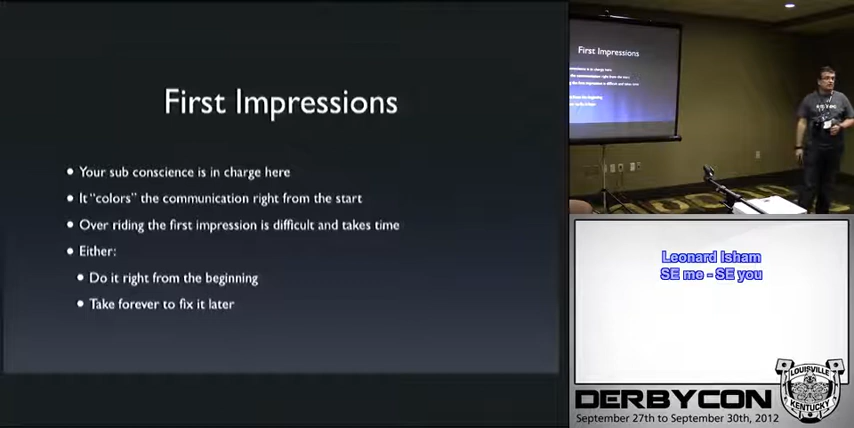 First Impressions
• Your sub conscience is in charge here
• It “colors” the communication right from the start
• Over riding the first impression is difficult and takes time
• Either:
• Do it right from the beginning
• Take forever to fix it later
First Impressions
Leonard Isham
SE me - SE you
LOUISVILLE
KENTUCKY
DERBYCON
September 27th to September 30th, 2012